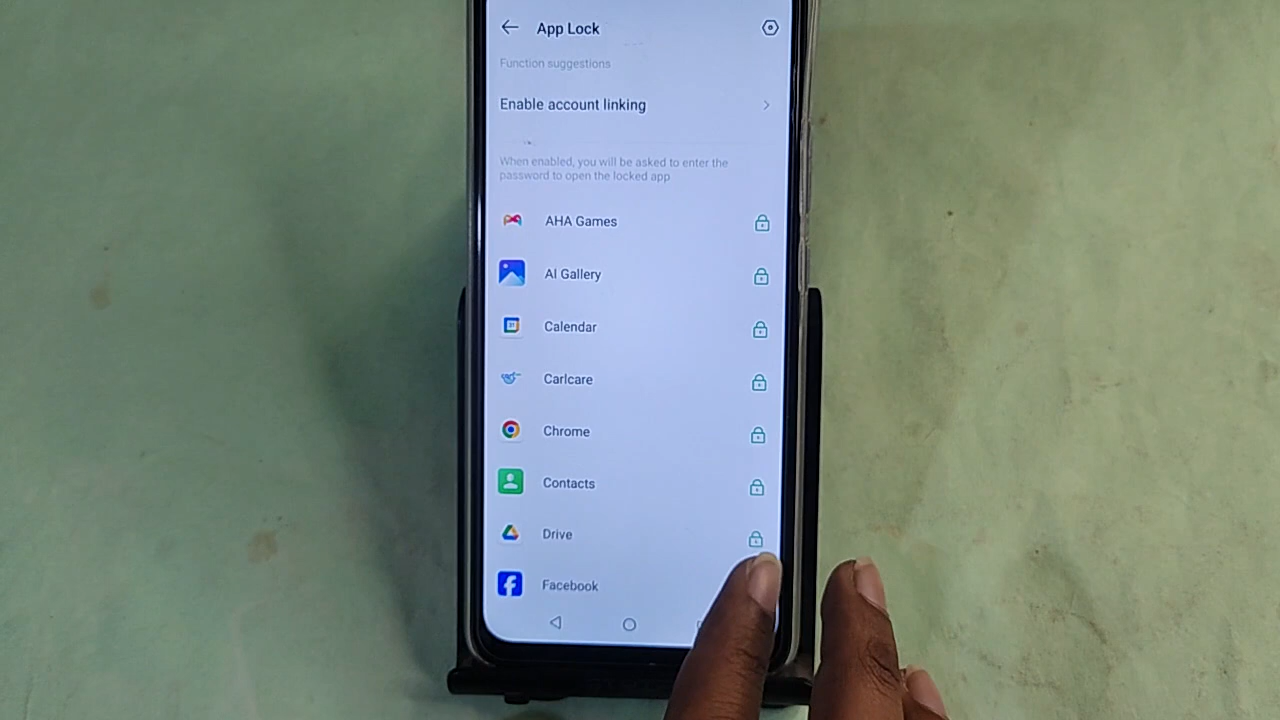 App Lock
Function suggestions
Enable account linking
When enabled, you will be asked to enter the
password to open the locked app
AHA Games
AI Gallery
Calendar
Carlcare
Chrome
Contacts
Drive
Facebook